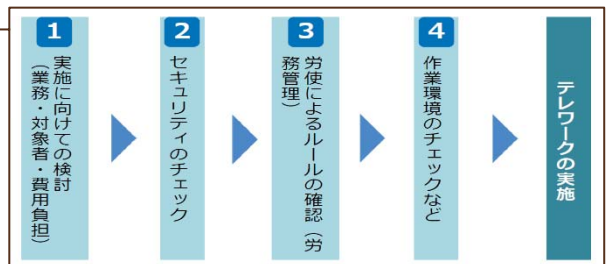 1
実施に向けての検討
（業務・対象者・費用負担）
2
セキュリティのチェック
3
労使によるルールの確認（労
務管理）
4
作業環境のチェックなど
テレワークの実施